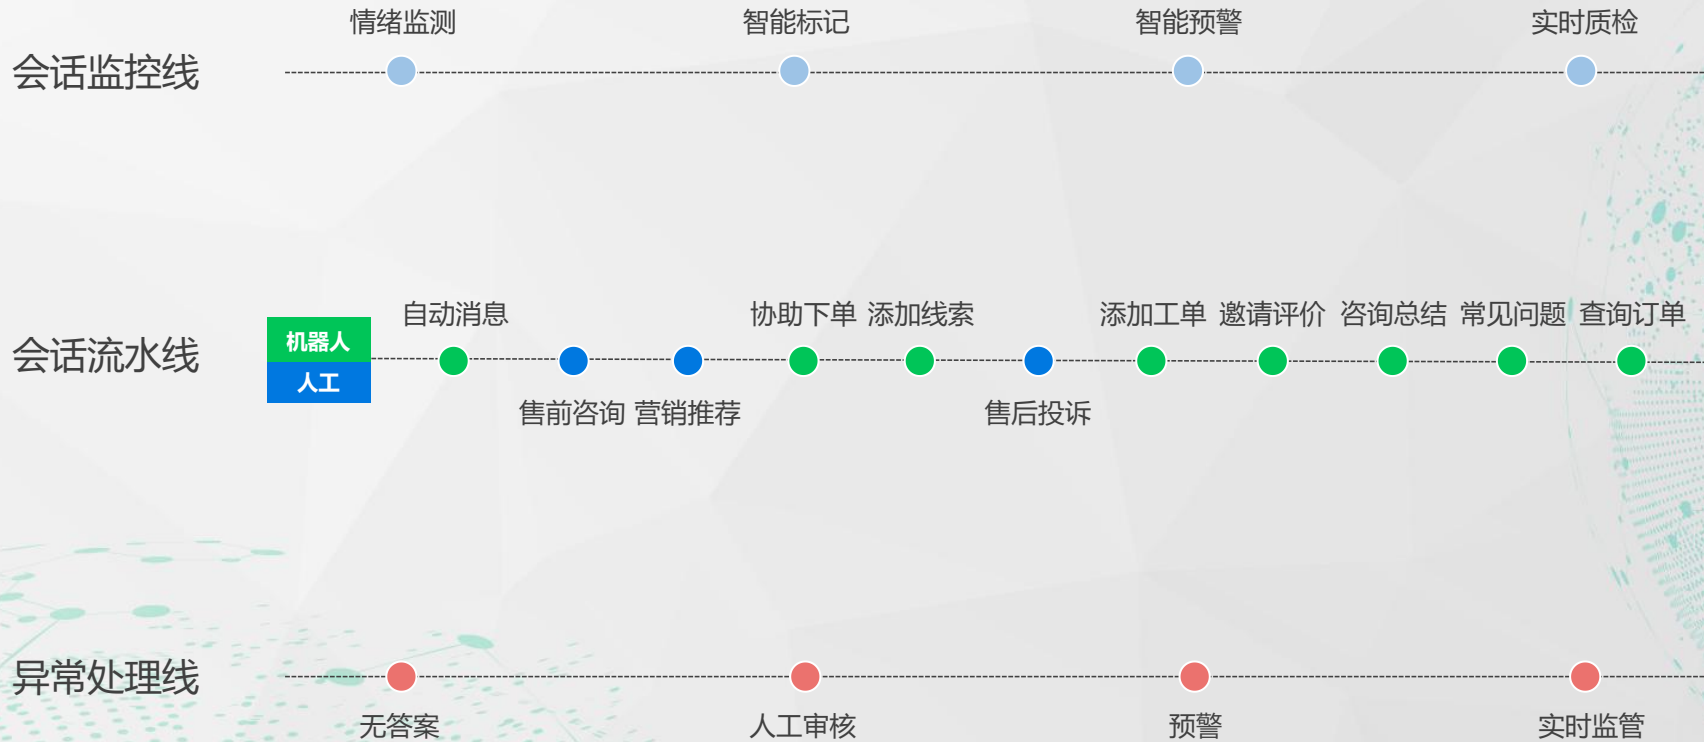 情绪监测 智能标记 智能预警 实时质检
会话监控线
自动消息 协助下单 添加线索 添加工单 邀请评价 咨询总结 常见问题 查询订单
机器人
会话流水线
人工
售前咨询 营销推荐 售后投诉
异常处理线
无答案 人工审核 预警 实时监管